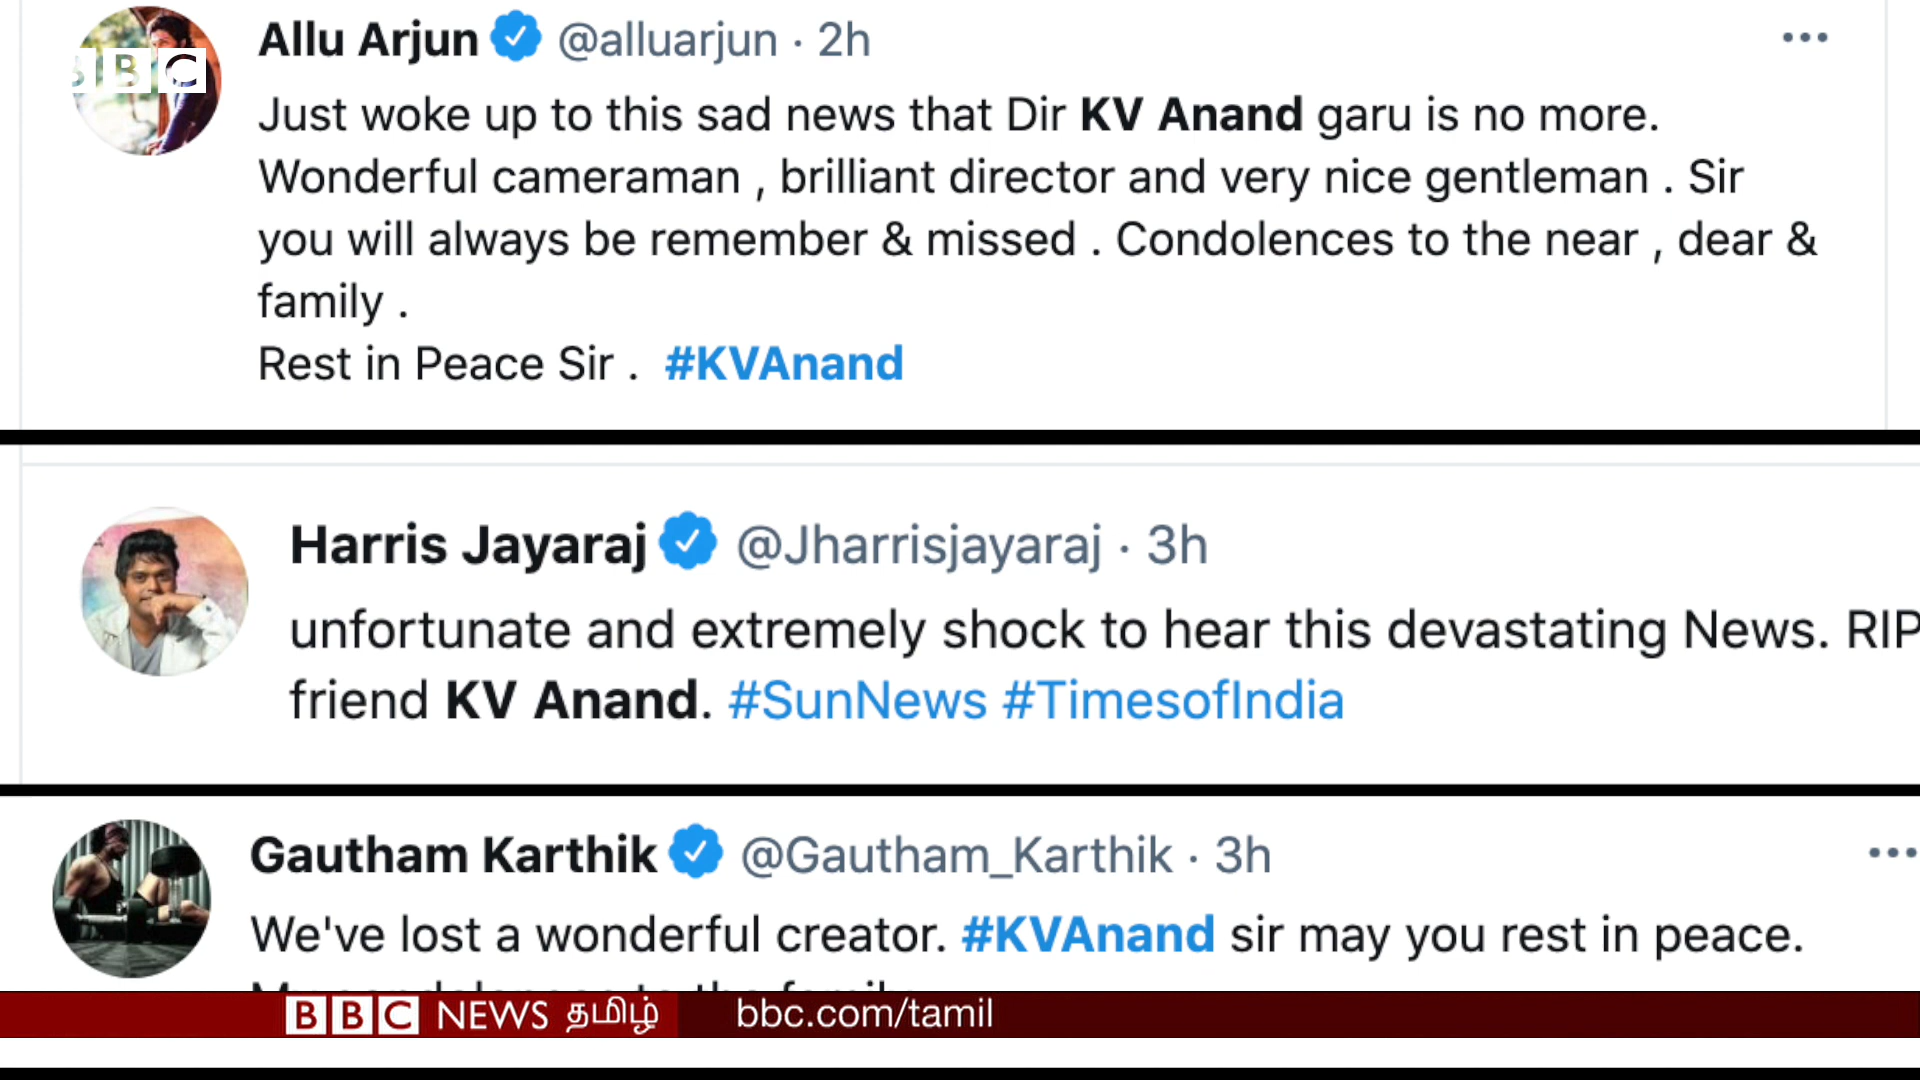 Allu Arjun @alluarjun · 2h
BBC
Just woke up to this sad news that Dir KV Anand garu is no more.
Wonderful cameraman , brilliant director and very nice gentleman . Sir
you will always be remember & missed . Condolences to the near , dear &
family .
Rest in Peace Sir . #KVAnand
Harris Jayaraj @Jharrisjayaraj · 3h
unfortunate and extremely shock to hear this devastating News. RIP
friend KV Anand. #SunNews #TimesofIndia
Gautham Karthik @Gautham_Karthik · 3h
We've lost a wonderful creator. #KVAnand sir may you rest in peace.
BBC NEWS தமிழ் bbc.com/tamil